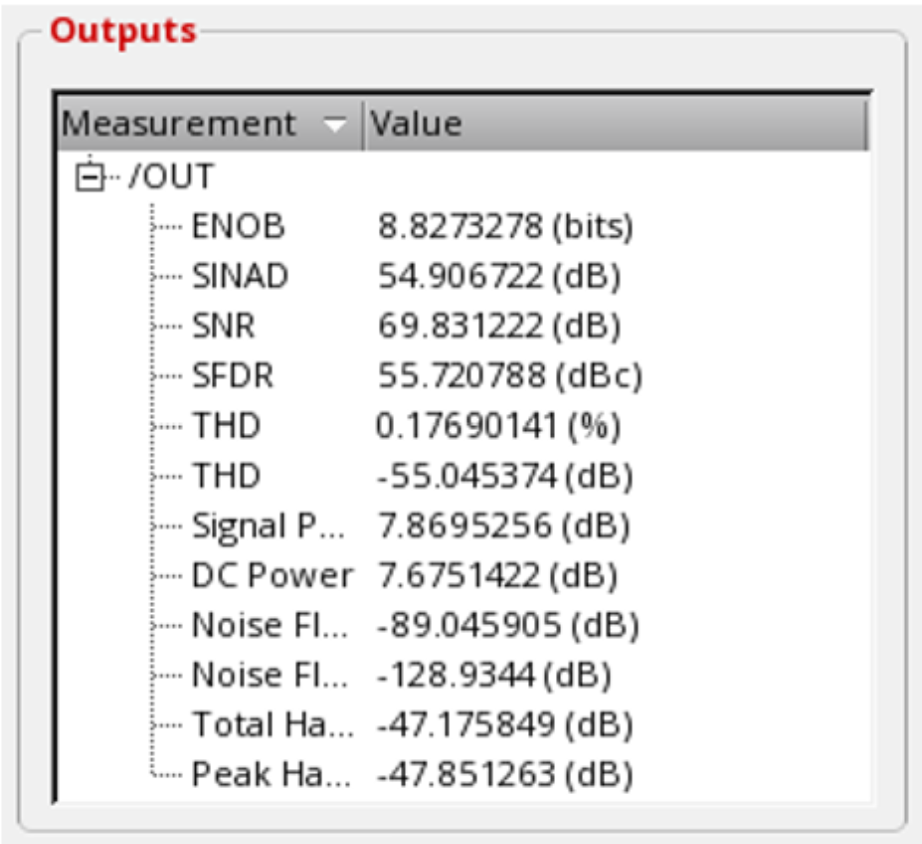 Outputs
Measurement Value
/OUT
ENOB 8.8273278 (bits)
SINAD 54.906722 (dB)
SNR 69.831222 (dB)
SFDR 55.720788 (dBc)
THD 0.17690141 (%)
THD -55.045374 (dB)
Signal P... 7.8695256 (dB)
DC Power 7.6751422 (dB)
Noise Fl... -89.045905 (dB)
Noise Fl... -128.9344 (dB)
Total Ha... -47.175849 (dB)
Peak Ha... -47.851263 (dB)